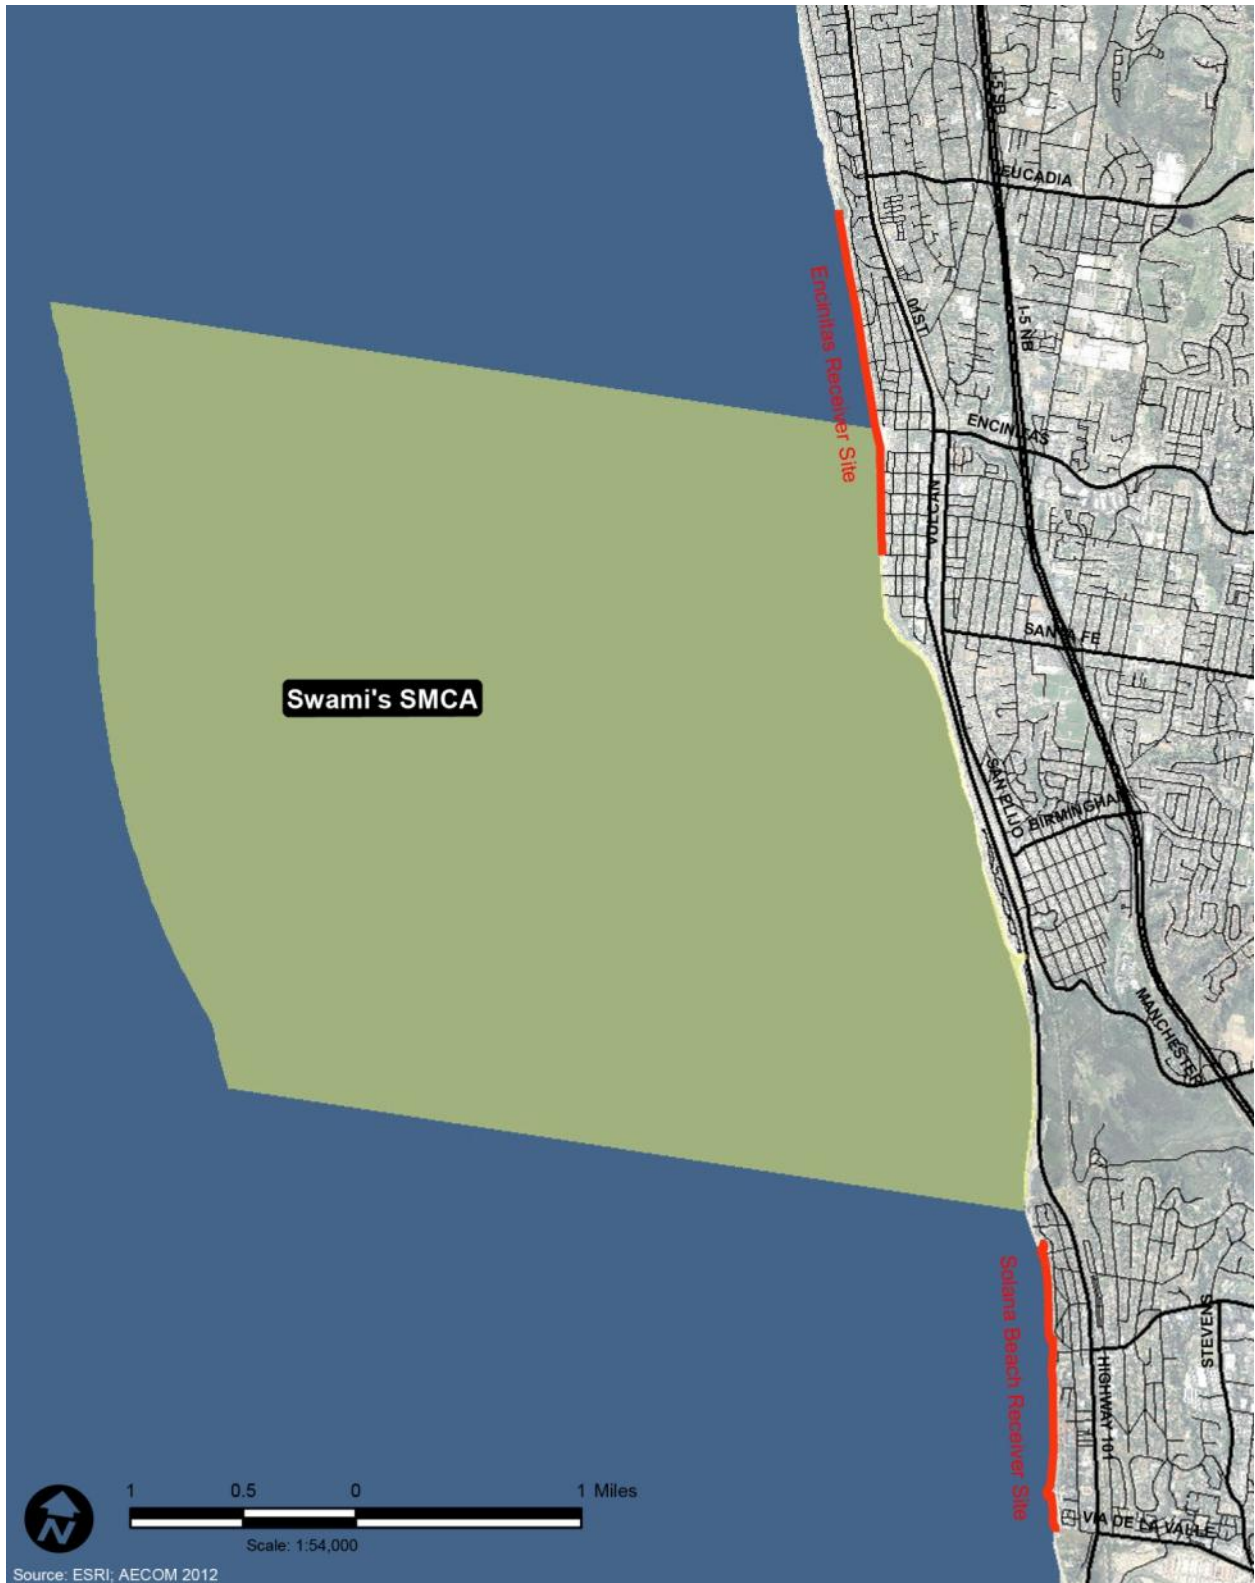 I-5 SB
LEUCADIA
Encinitas Receiver Site
01ST
I-5 NB
ENCINITAS
VULCAN
SANTA FE
Swami's SMCA
SAN ELIJO
BIRMINGHAM
MANCHESTER
Solana Beach Receiver Site
STEVENS
HIGHWAY 101
VIA DE LA VALLE
1 0.5 0 1 Miles
N
Scale: 1:54,000
Source: ESRI; AECOM 2012